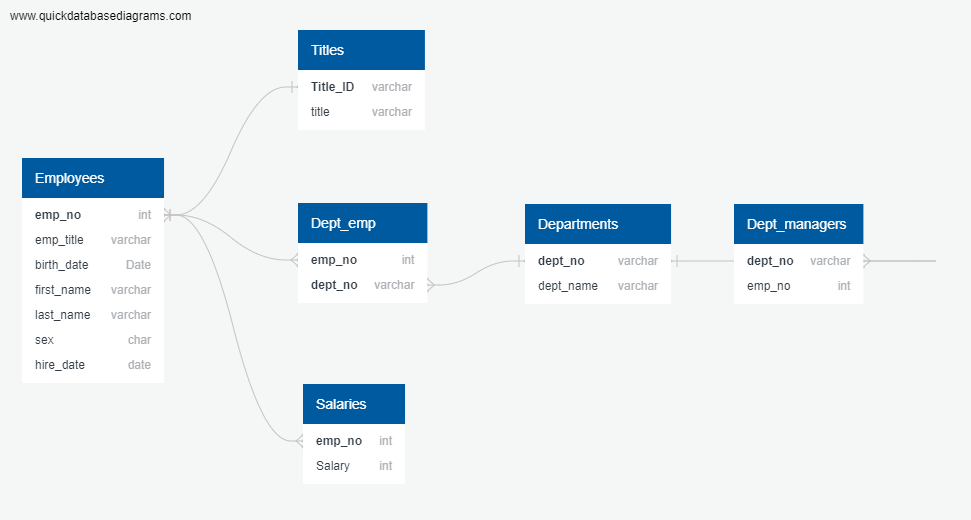 www.quickdatabasediagrams.com
Titles
Title_ID varchar
title varchar
Employees
emp_no int
emp_title varchar
birth_date Date
first_name varchar
last_name varchar
sex char
hire_date date
Dept_emp
emp_no int
dept_no varchar
Departments
dept_no varchar
dept_name varchar
Dept_managers
dept_no varchar
emp_no int
Salaries
emp_no int
Salary int